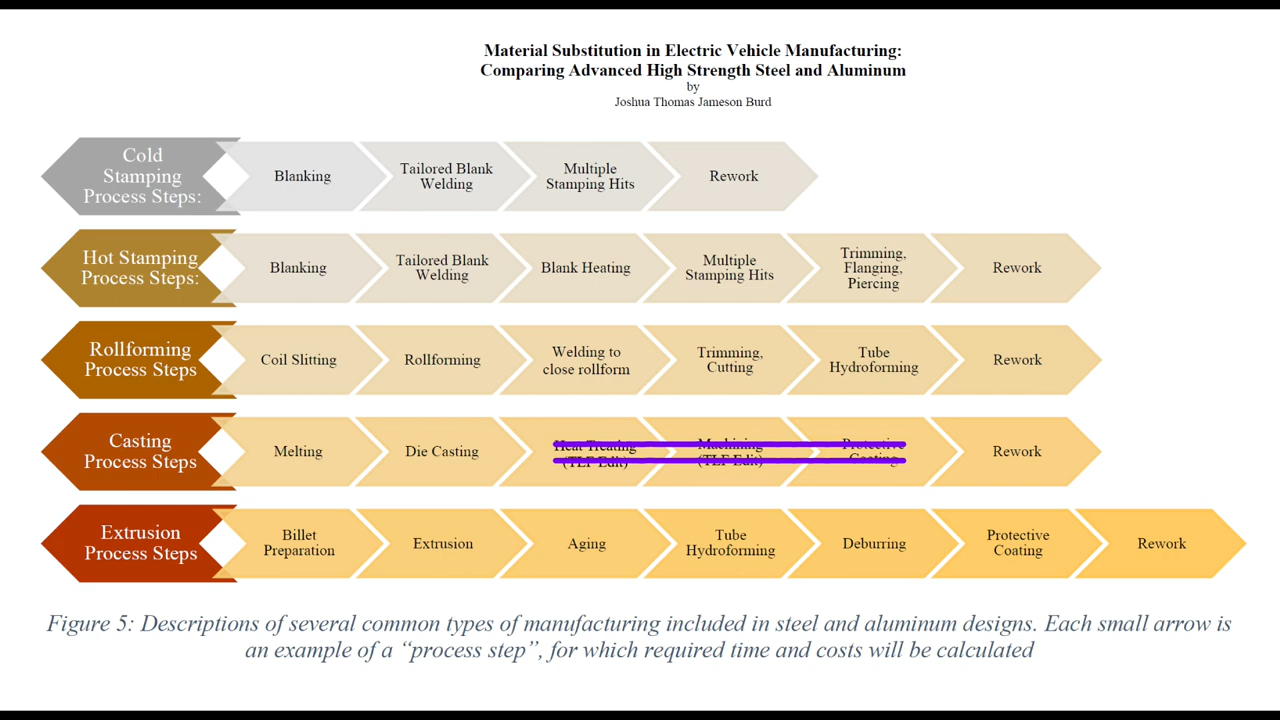 Material Substitution in Electric Vehicle Manufacturing:
Comparing Advanced High Strength Steel and Aluminum
by
Joshua Thomas Jameson Burd
Cold
Stamping
Process Steps:
Blanking
Tailored Blank
Welding
Multiple
Stamping Hits
Rework
Hot Stamping
Process Steps:
Blanking
Tailored Blank
Welding
Blank Heating
Multiple
Stamping Hits
Trimming,
Flanging,
Piercing
Rework
Rollforming
Process Steps
Coil Slitting
Rollforming
Welding to
close rollform
Trimming,
Cutting
Tube
Hydroforming
Rework
Casting
Process Steps
Melting
Die Casting
Heat Treating
(TLF Edit)
Machining
(TLF Edit)
Protective
Coating
Rework
Extrusion
Process Steps
Billet
Preparation
Extrusion
Aging
Tube
Hydroforming
Deburring
Protective
Coating
Rework
Figure 5: Descriptions of several common types of manufacturing included in steel and aluminum designs. Each small arrow is
an example of a “process step”, for which required time and costs will be calculated